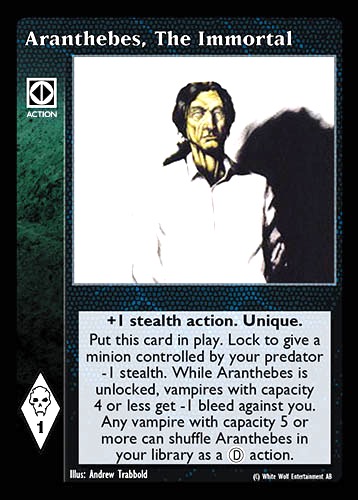 Aranthebes, The Immortal
ACTION
+1 stealth action. Unique.
Put this card in play. Lock to give a
minion controlled by your predator
-1 stealth. While Aranthebes is
unlocked, vampires with capacity
4 or less get -1 bleed against you.
Any vampire with capacity 5 or
more can shuffle Aranthebes in
your library as a Ⓓ action.
1
Illus: Andrew Trabbold
(C) White Wolf Entertainment AB